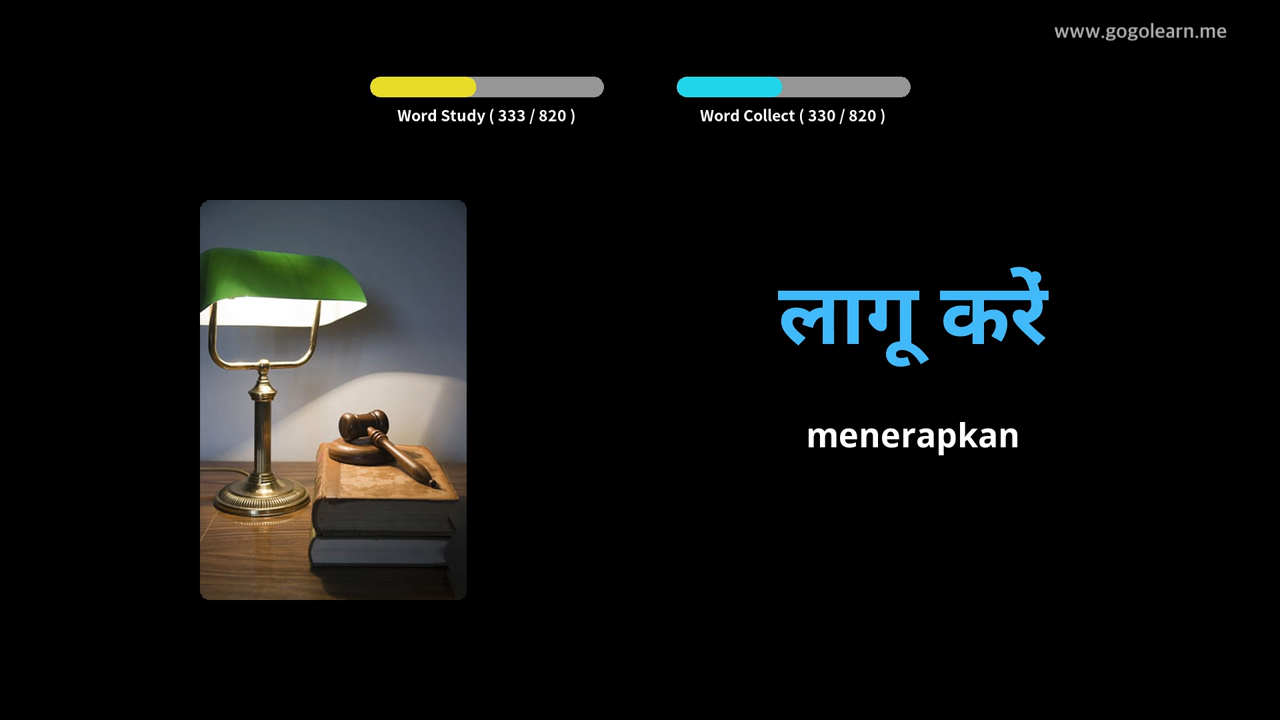 www.gogolearn.me
Word Study ( 333 / 820 )
Word Collect ( 330 / 820 )
लागू करें
menerapkan